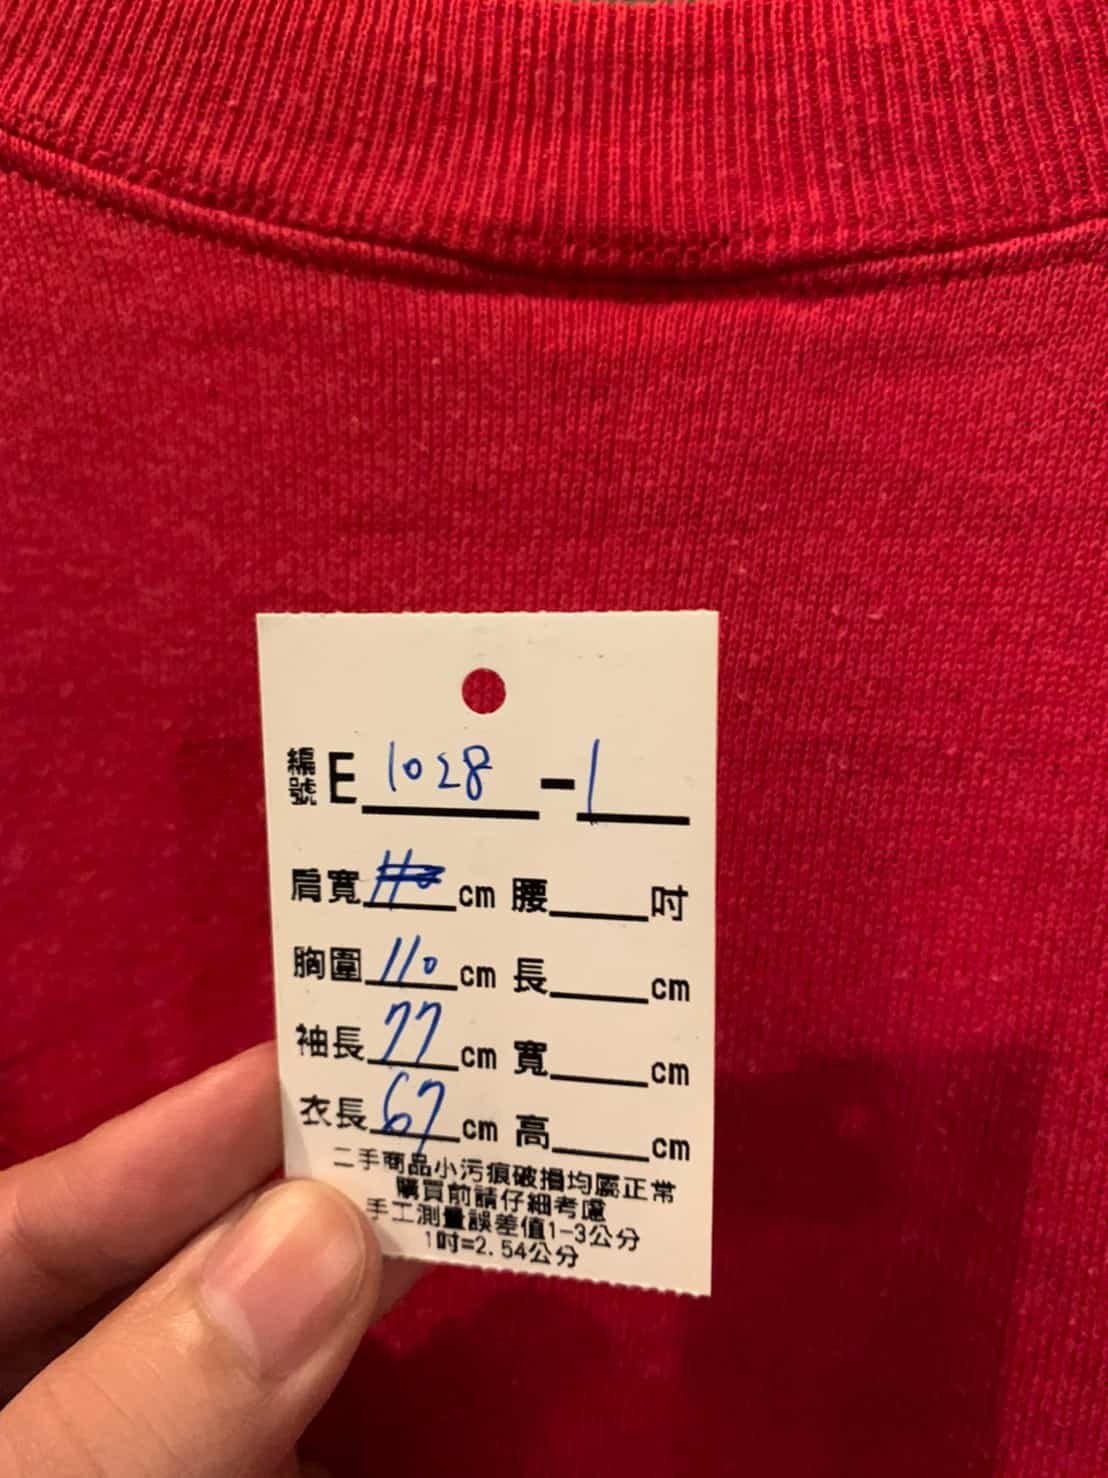 編號 E 1028 - 1
肩寬 cm 腰 吋
胸圍 110 cm 長 cm
袖長 77 cm 寬 cm
衣長 67 cm 高 cm
二手商品小污痕破損均屬正常
購買前請仔細考慮
手工測量誤差值1-3公分
1吋=2.54公分